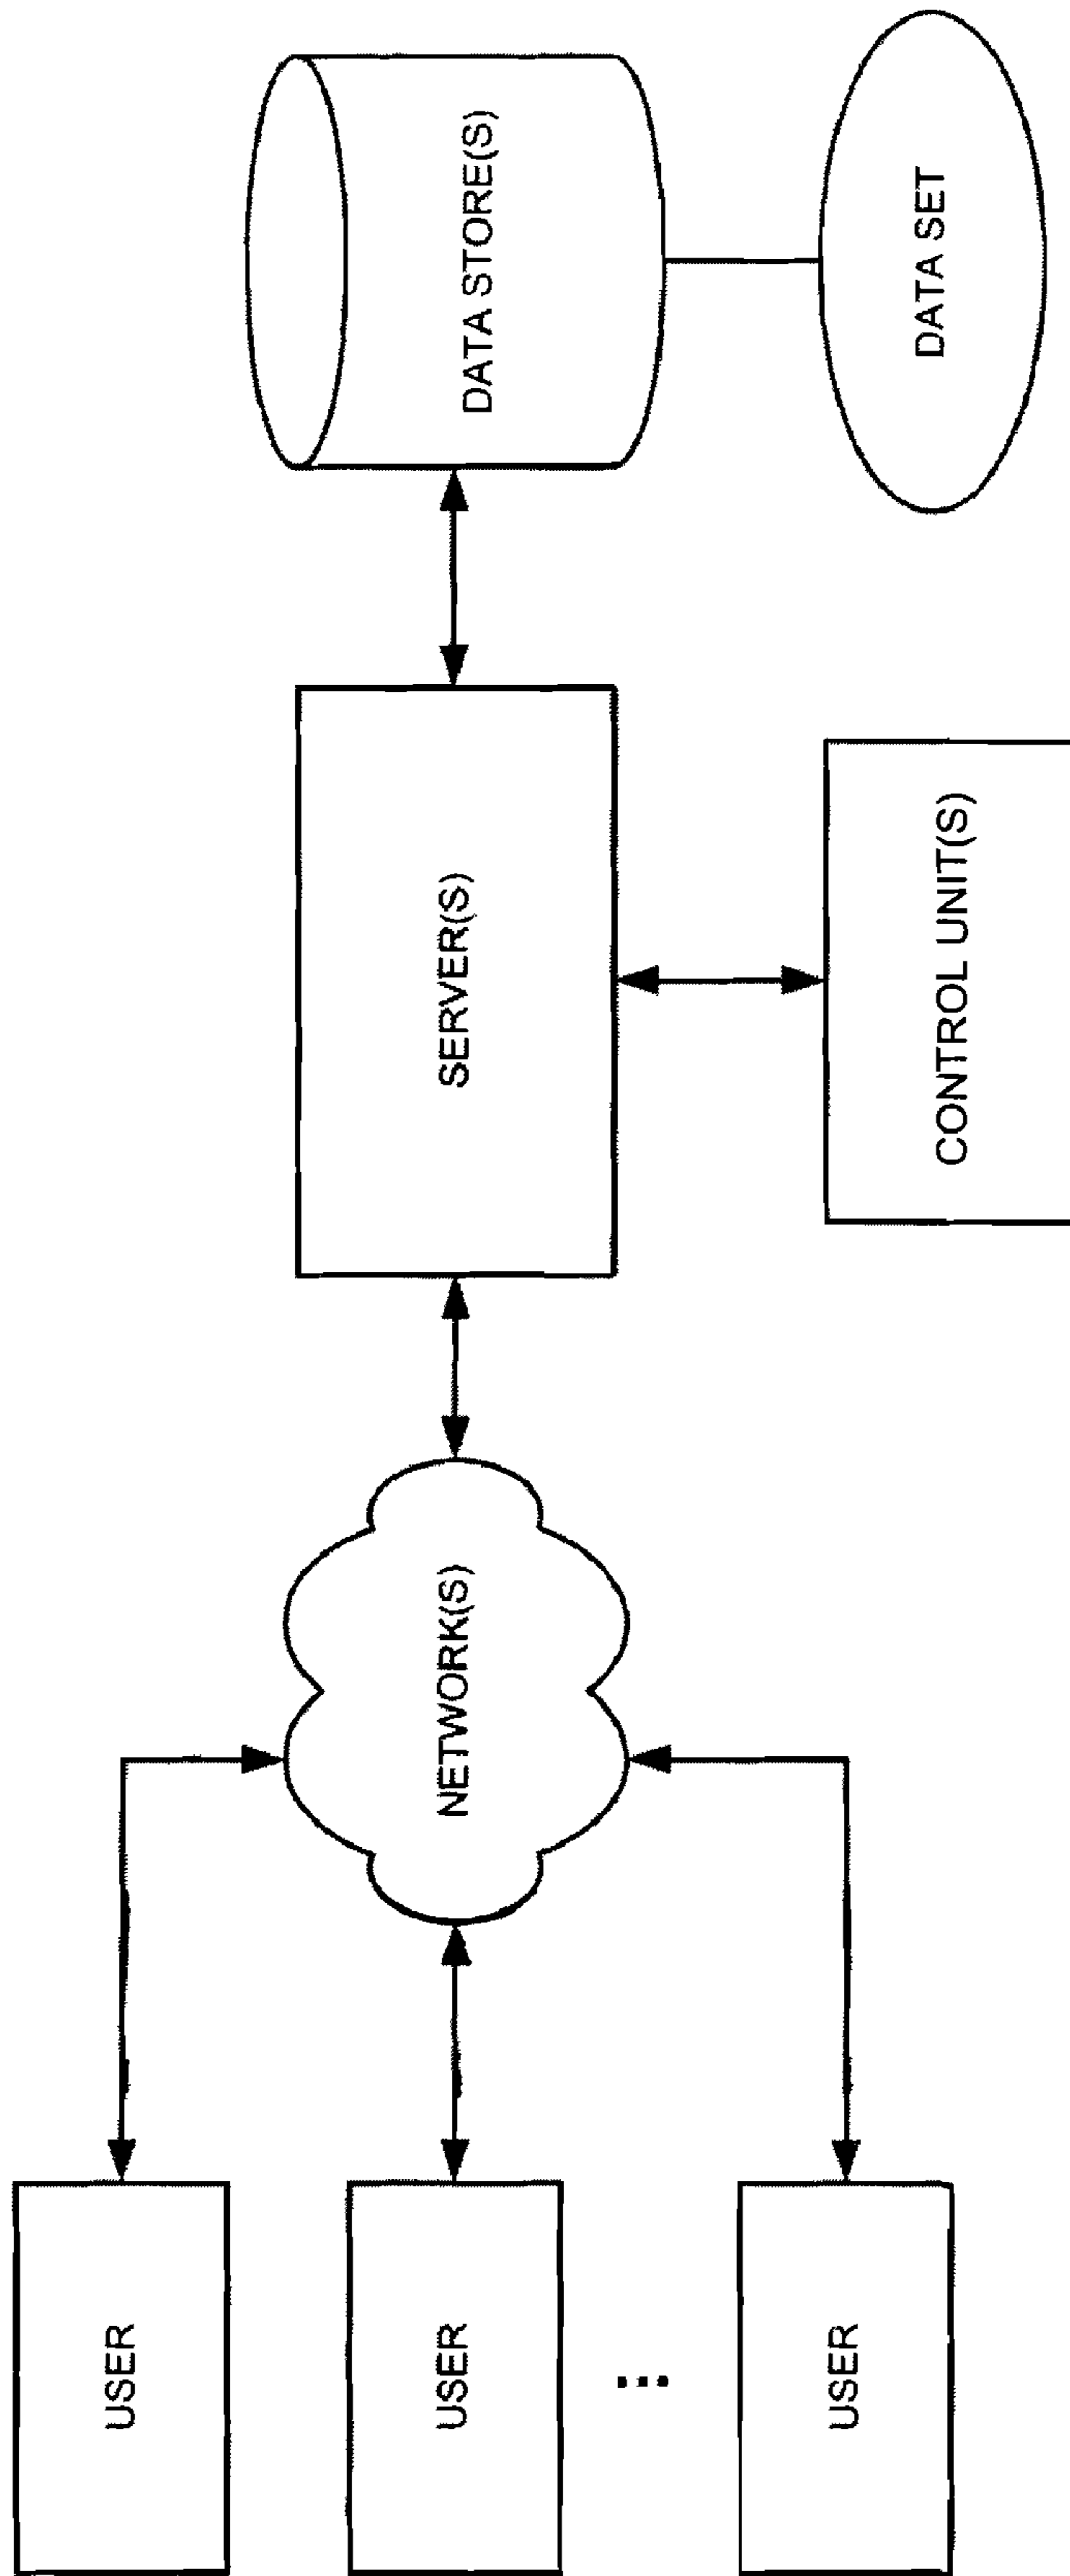 USER
USER
...
USER
NETWORK(S)
SERVER(S)
CONTROL UNIT(S)
DATA STORE(S)
DATA SET